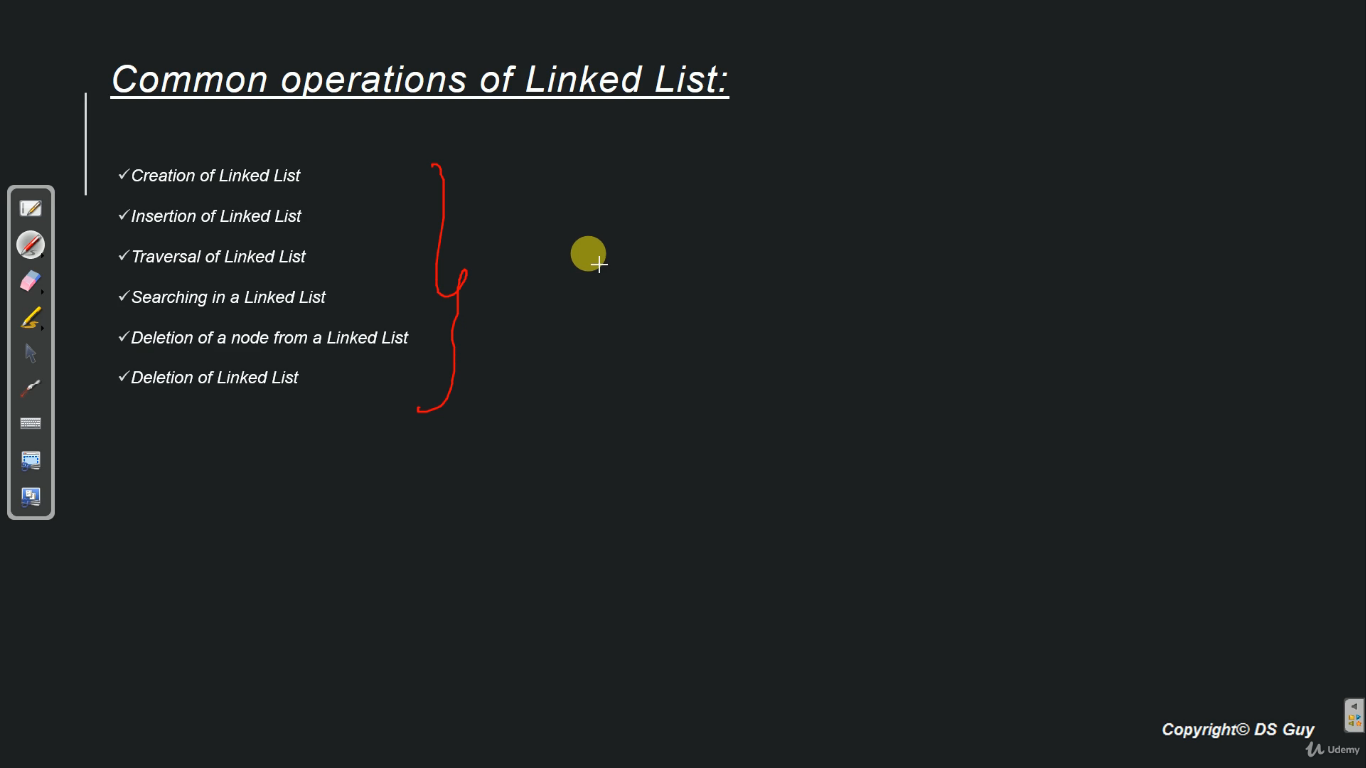 Common operations of Linked List:
✓Creation of Linked List
✓Insertion of Linked List
✓Traversal of Linked List
✓Searching in a Linked List
✓Deletion of a node from a Linked List
✓Deletion of Linked List
Copyright© DS Guy
Udemy